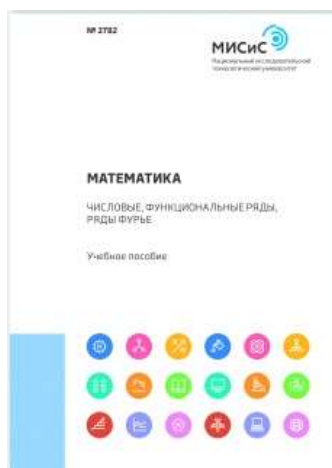 № 2782
МИСиС
Национальный исследовательский
технологический университет
МАТЕМАТИКА
ЧИСЛОВЫЕ, ФУНКЦИОНАЛЬНЫЕ РЯДЫ,
РЯДЫ ФУРЬЕ
Учебное пособие